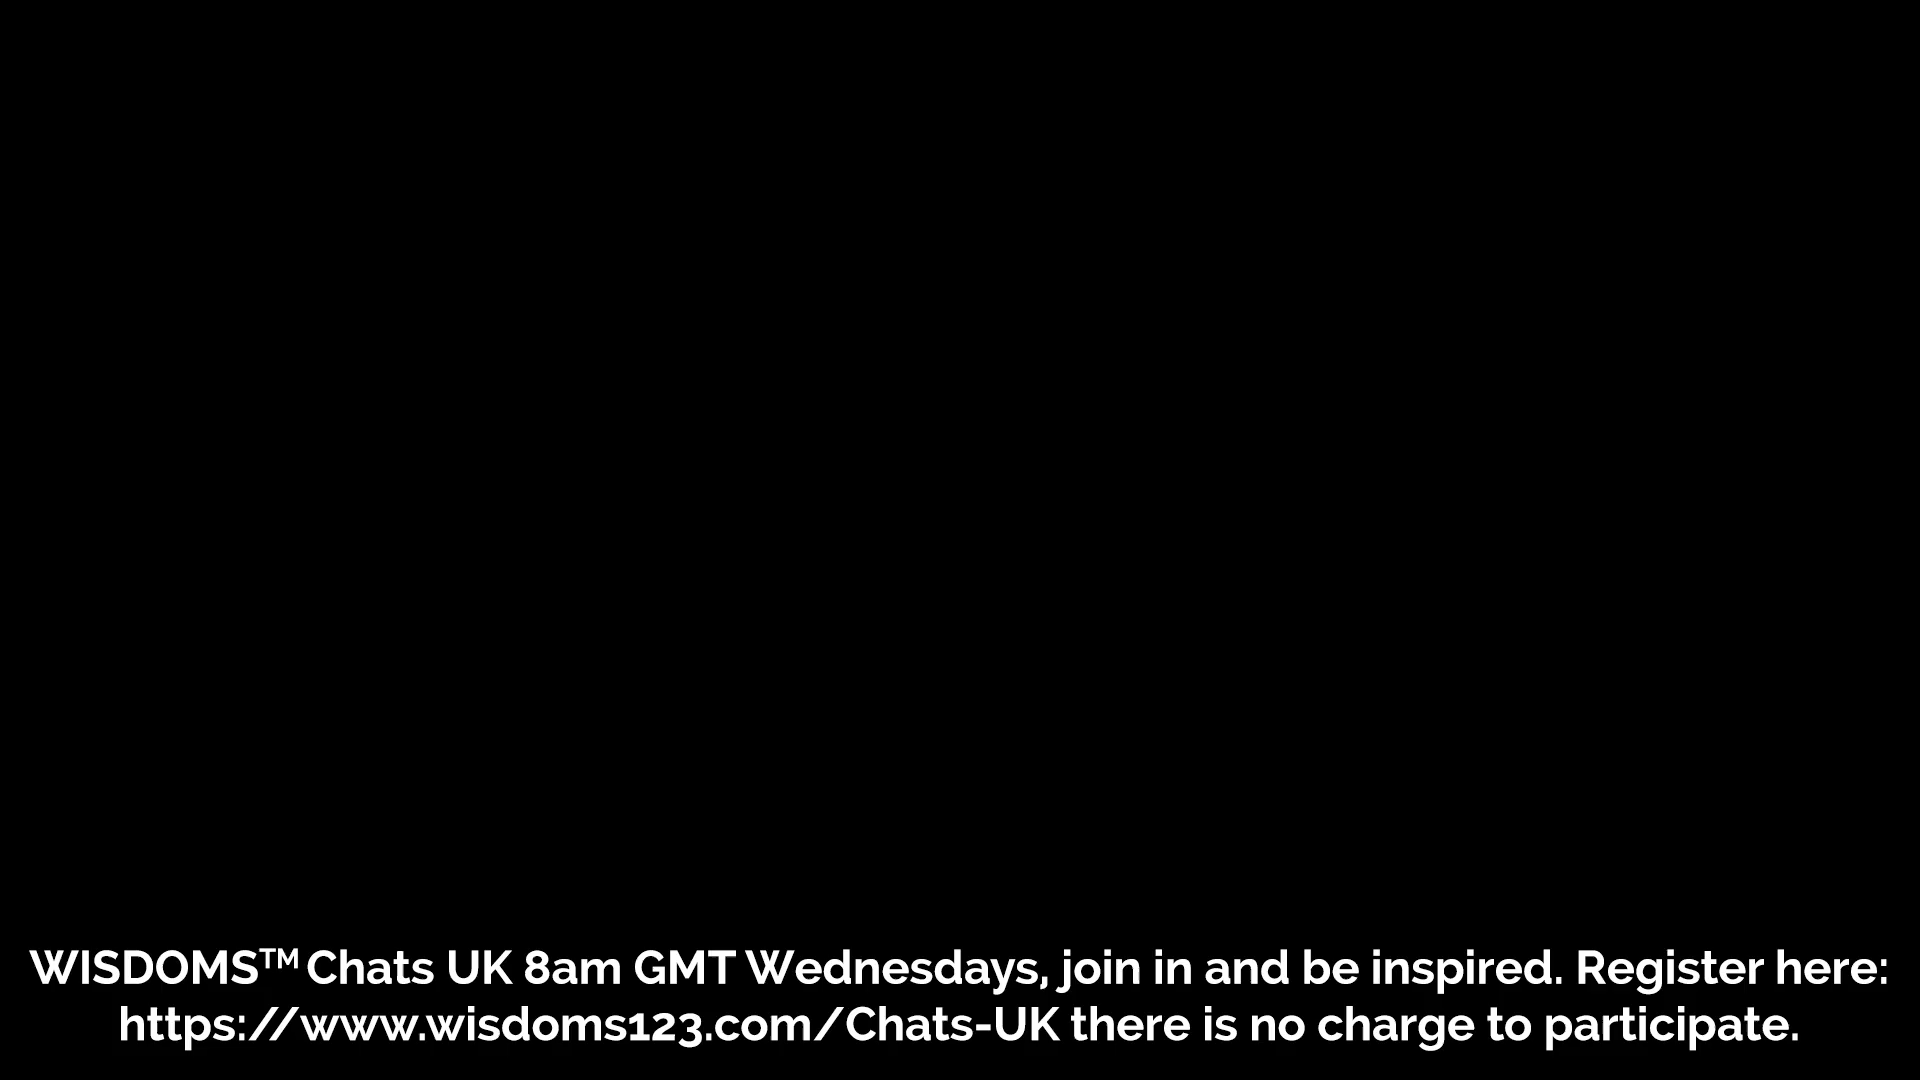 WISDOMS™ Chats UK 8am GMT Wednesdays, join in and be inspired. Register here:
https://www.wisdoms123.com/Chats-UK there is no charge to participate.